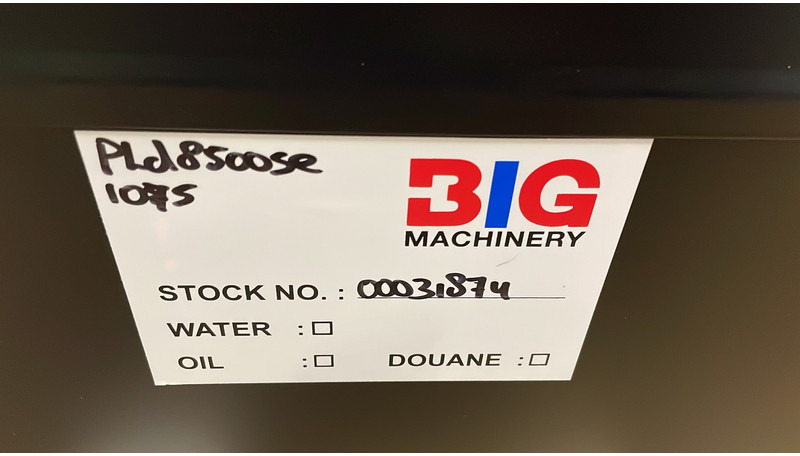 PLd8500se
1075
BIG
MACHINERY
STOCK NO. : 00031874
WATER : ☐
OIL : ☐ DOUANE : ☐